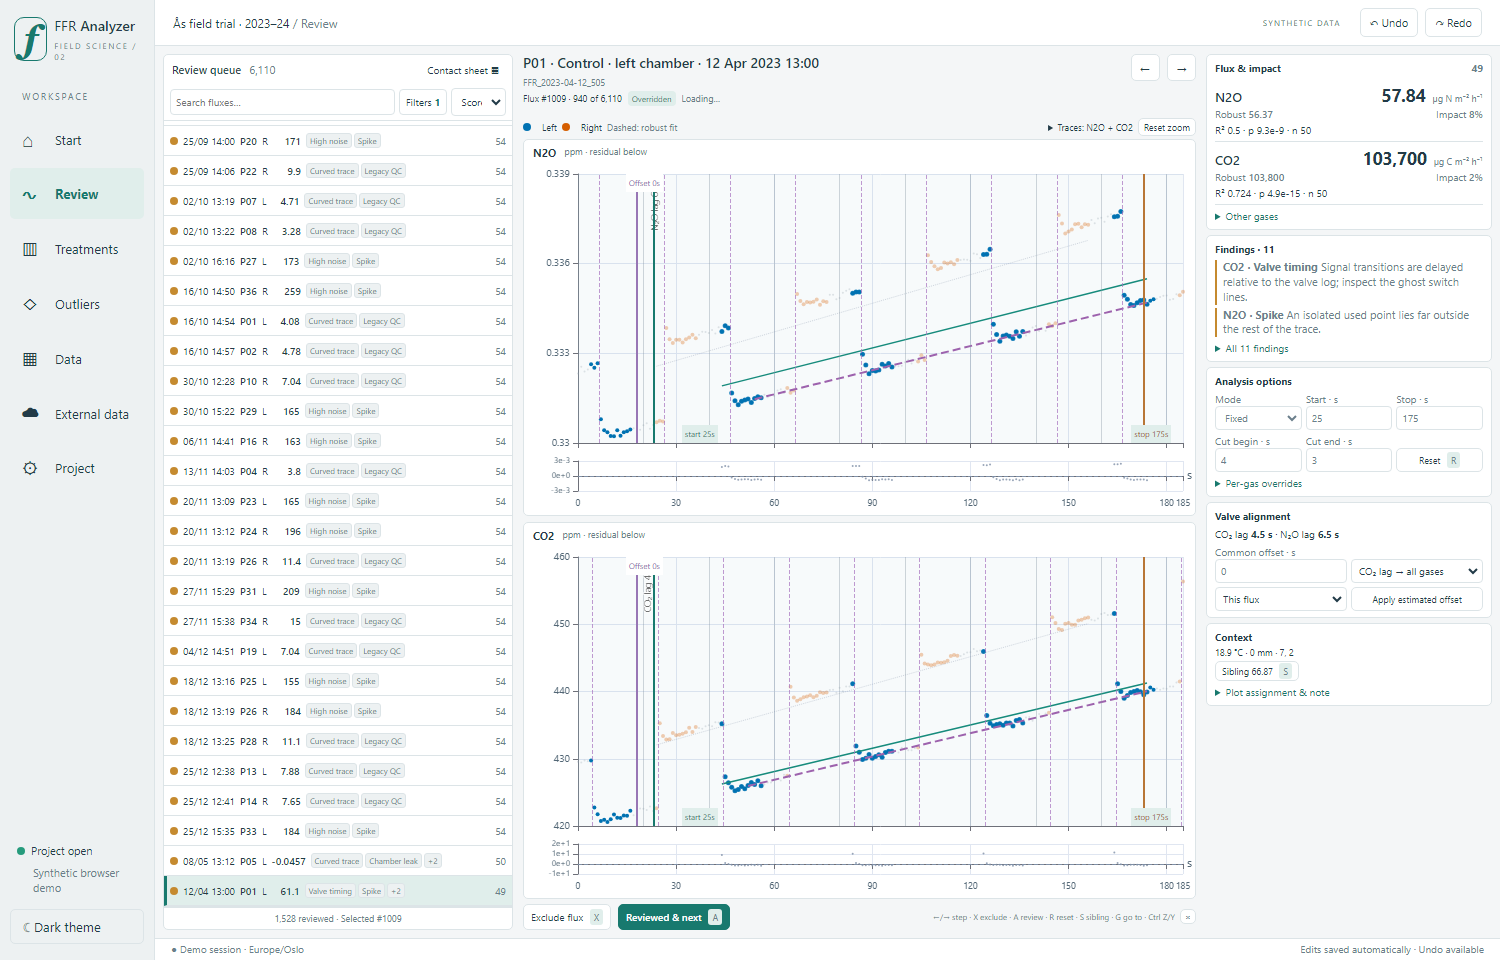 FFR Analyzer
FIELD SCIENCE /
02
WORKSPACE
Start
Review
Treatments
Outliers
Data
External data
Project
Project open
Synthetic browser
demo
Dark theme
Ås field trial · 2023–24 / Review
SYNTHETIC DATA
↶ Undo
↷ Redo
Review queue 6,110
Contact sheet ≣
Search fluxes...
Filters 1
Score
25/09 14:00 P20 R 171 High noise Spike 54
25/09 14:06 P22 R 9.9 Curved trace Legacy QC 54
02/10 13:19 P07 L 4.71 Curved trace Legacy QC 54
02/10 13:22 P08 R 3.28 Curved trace Legacy QC 54
02/10 16:16 P27 L 173 High noise Spike 54
16/10 14:50 P36 R 259 High noise Spike 54
16/10 14:54 P01 L 4.08 Curved trace Legacy QC 54
16/10 14:57 P02 R 4.78 Curved trace Legacy QC 54
30/10 12:28 P10 R 7.04 Curved trace Legacy QC 54
30/10 15:22 P29 L 165 High noise Spike 54
06/11 14:41 P16 R 163 High noise Spike 54
13/11 14:03 P04 R 3.8 Curved trace Legacy QC 54
20/11 13:09 P23 L 165 High noise Spike 54
20/11 13:12 P24 R 196 High noise Spike 54
20/11 13:19 P26 R 11.4 Curved trace Legacy QC 54
27/11 15:29 P31 L 209 High noise Spike 54
27/11 15:38 P34 R 15 Curved trace Legacy QC 54
04/12 14:51 P19 L 7.04 Curved trace Legacy QC 54
18/12 13:16 P25 L 155 High noise Spike 54
18/12 13:19 P26 R 184 High noise Spike 54
18/12 13:25 P28 R 11.1 Curved trace Legacy QC 54
25/12 12:38 P13 L 7.88 Curved trace Legacy QC 54
25/12 12:41 P14 R 7.65 Curved trace Legacy QC 54
25/12 15:35 P33 L 184 High noise Spike 54
08/05 13:12 P05 L -0.0457 Curved trace Chamber leak +2 50
12/04 13:00 P01 L 61.1 Valve timing Spike +2 49
1,528 reviewed · Selected #1009
P01 · Control · left chamber · 12 Apr 2023 13:00
← →
FFR_2023-04-12_505
Flux #1009 · 940 of 6,110 Overridden Loading...
Left Right Dashed: robust fit
▶ Traces: N2O + CO2
Reset zoom
N2O ppm · residual below
0.339
0.336
0.333
0.33
Offset 0s
start 25s
stop 175s
3e-3
0e+0
-3e-3
s
0 30 60 90 120 150 180 185
CO2 ppm · residual below
460
450
440
430
420
Offset 0s
start 25s
stop 175s
2e+1
1e+1
0e+0
-1e+1
s
0 30 60 90 120 150 180 185
Exclude flux X
Reviewed & next A
←/→ step · X exclude · A review · R reset · S sibling · G go to · Ctrl Z/Y ×
Flux & impact 49
N2O 57.84 µg N m⁻² h⁻¹
Robust 56.37 Impact 8%
R² 0.5 · p 9.3e-9 · n 50
CO2 103,700 µg C m⁻² h⁻¹
Robust 103,800 Impact 2%
R² 0.724 · p 4.9e-15 · n 50
▶ Other gases
Findings · 11
CO2 · Valve timing Signal transitions are delayed
relative to the valve log; inspect the ghost switch
lines.
N2O · Spike An isolated used point lies far outside
the rest of the trace.
▶ All 11 findings
Analysis options
Mode Start · s Stop · s
Fixed 25 175
Cut begin · s Cut end · s
4 3 Reset R
▶ Per-gas overrides
Valve alignment
CO₂ lag 4.5 s · N₂O lag 6.5 s
Common offset · s
0 CO₂ lag → all gases
This flux Apply estimated offset
Context
18.9 °C · 0 mm · 7, 2
Sibling 66.87 S
▶ Plot assignment & note
Demo session · Europe/Oslo
Edits saved automatically · Undo available